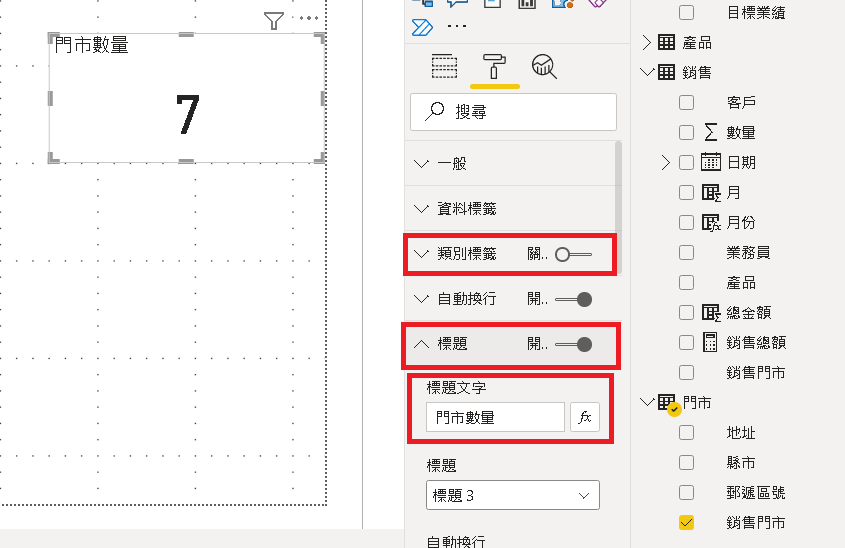 門市數量
7
搜尋
一般
資料標籤
類別標籤 關..
自動換行 開..
標題 開..
標題文字
門市數量 fx
標題
標題 3
自動換行
目標業績
產品
銷售
客戶
數量
日期
月
月份
業務員
產品
總金額
銷售總額
銷售門市
門市
地址
縣市
郵遞區號
銷售門市